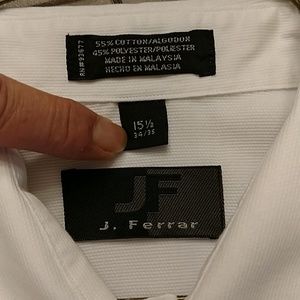 55% COTTON/ALGODON
45% POLYESTER/POLIESTER
MADE IN MALAYSIA
HECHO EN MALASIA
RN#93677
15½
34/35
JF
J. Ferrar